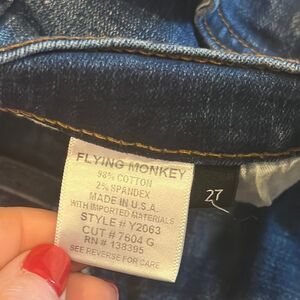 FLYING MONKEY
98% COTTON
2% SPANDEX
MADE IN U.S.A.
WITH IMPORTED MATERIALS
STYLE # Y2063
CUT # 7604 G
RN # 138395
SEE REVERSE FOR CARE
27